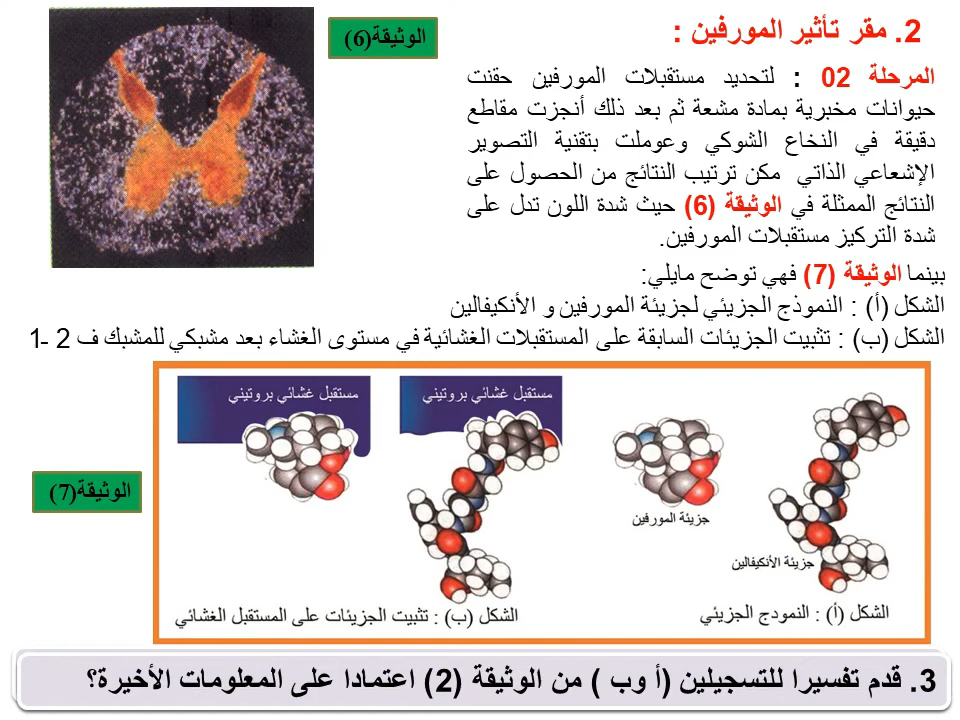 2. مقر تأثير المورفين :
الوثيقة(6)
المرحلة 02 : لتحديد مستقبلات المورفين حقنت
حيوانات مخبرية بمادة مشعة ثم بعد ذلك أنجزت مقاطع
دقيقة في النخاع الشوكي وعوملت بتقنية التصوير
الإشعاعي الذاتي مكن ترتيب النتائج من الحصول على
النتائج الممثلة في الوثيقة (6) حيث شدة اللون تدل على
شدة التركيز مستقبلات المورفين.
بينما الوثيقة (7) فهي توضح مايلي:
الشكل (أ) : النموذج الجزيئي لجزيئة المورفين و الأنكيفالين
الشكل (ب) : تثبيت الجزيئات السابقة على المستقبلات الغشائية في مستوى الغشاء بعد مشبكي للمشبك ف 2 -1
مستقبل غشائي بروتيني
مستقبل غشائي بروتيني
الوثيقة(7)
جزيئة المورفين
جزيئة الأنكيفالين
الشكل (أ) : النمودج الجزيئي
الشكل (ب) : تثبيت الجزيئات على المستقبل الغشائي
3. قدم تفسيرا للتسجيلين (أ وب ) من الوثيقة (2) اعتمادا على المعلومات الأخيرة؟